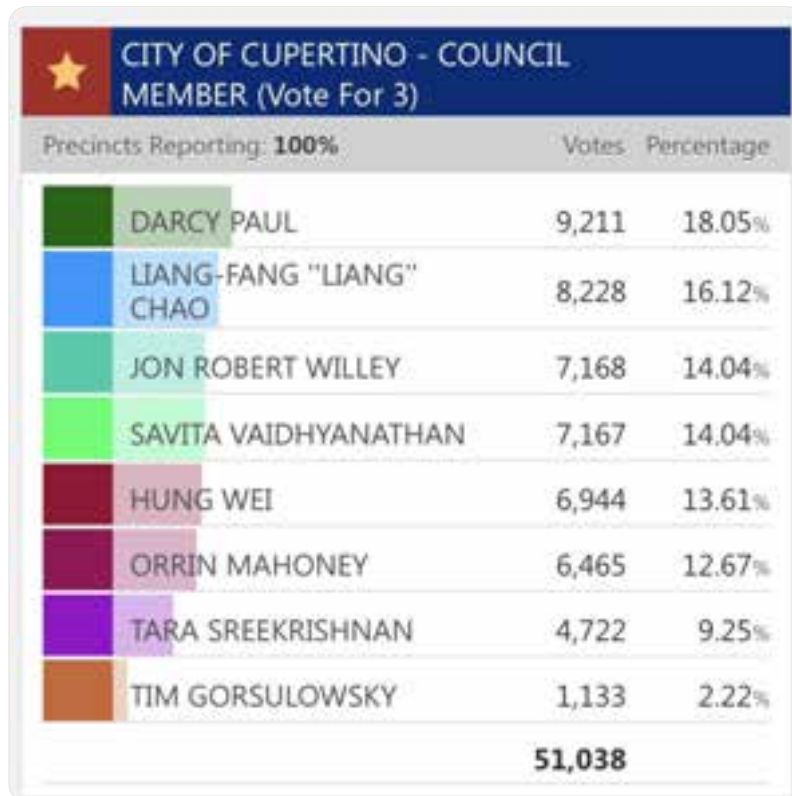 CITY OF CUPERTINO - COUNCIL
MEMBER (Vote For 3)
Precincts Reporting: 100% Votes Percentage
DARCY PAUL 9,211 18.05%
LIANG-FANG "LIANG"
CHAO 8,228 16.12%
JON ROBERT WILLEY 7,168 14.04%
SAVITA VAIDHYANATHAN 7,167 14.04%
HUNG WEI 6,944 13.61%
ORRIN MAHONEY 6,465 12.67%
TARA SREEKRISHNAN 4,722 9.25%
TIM GORSULOWSKY 1,133 2.22%
51,038